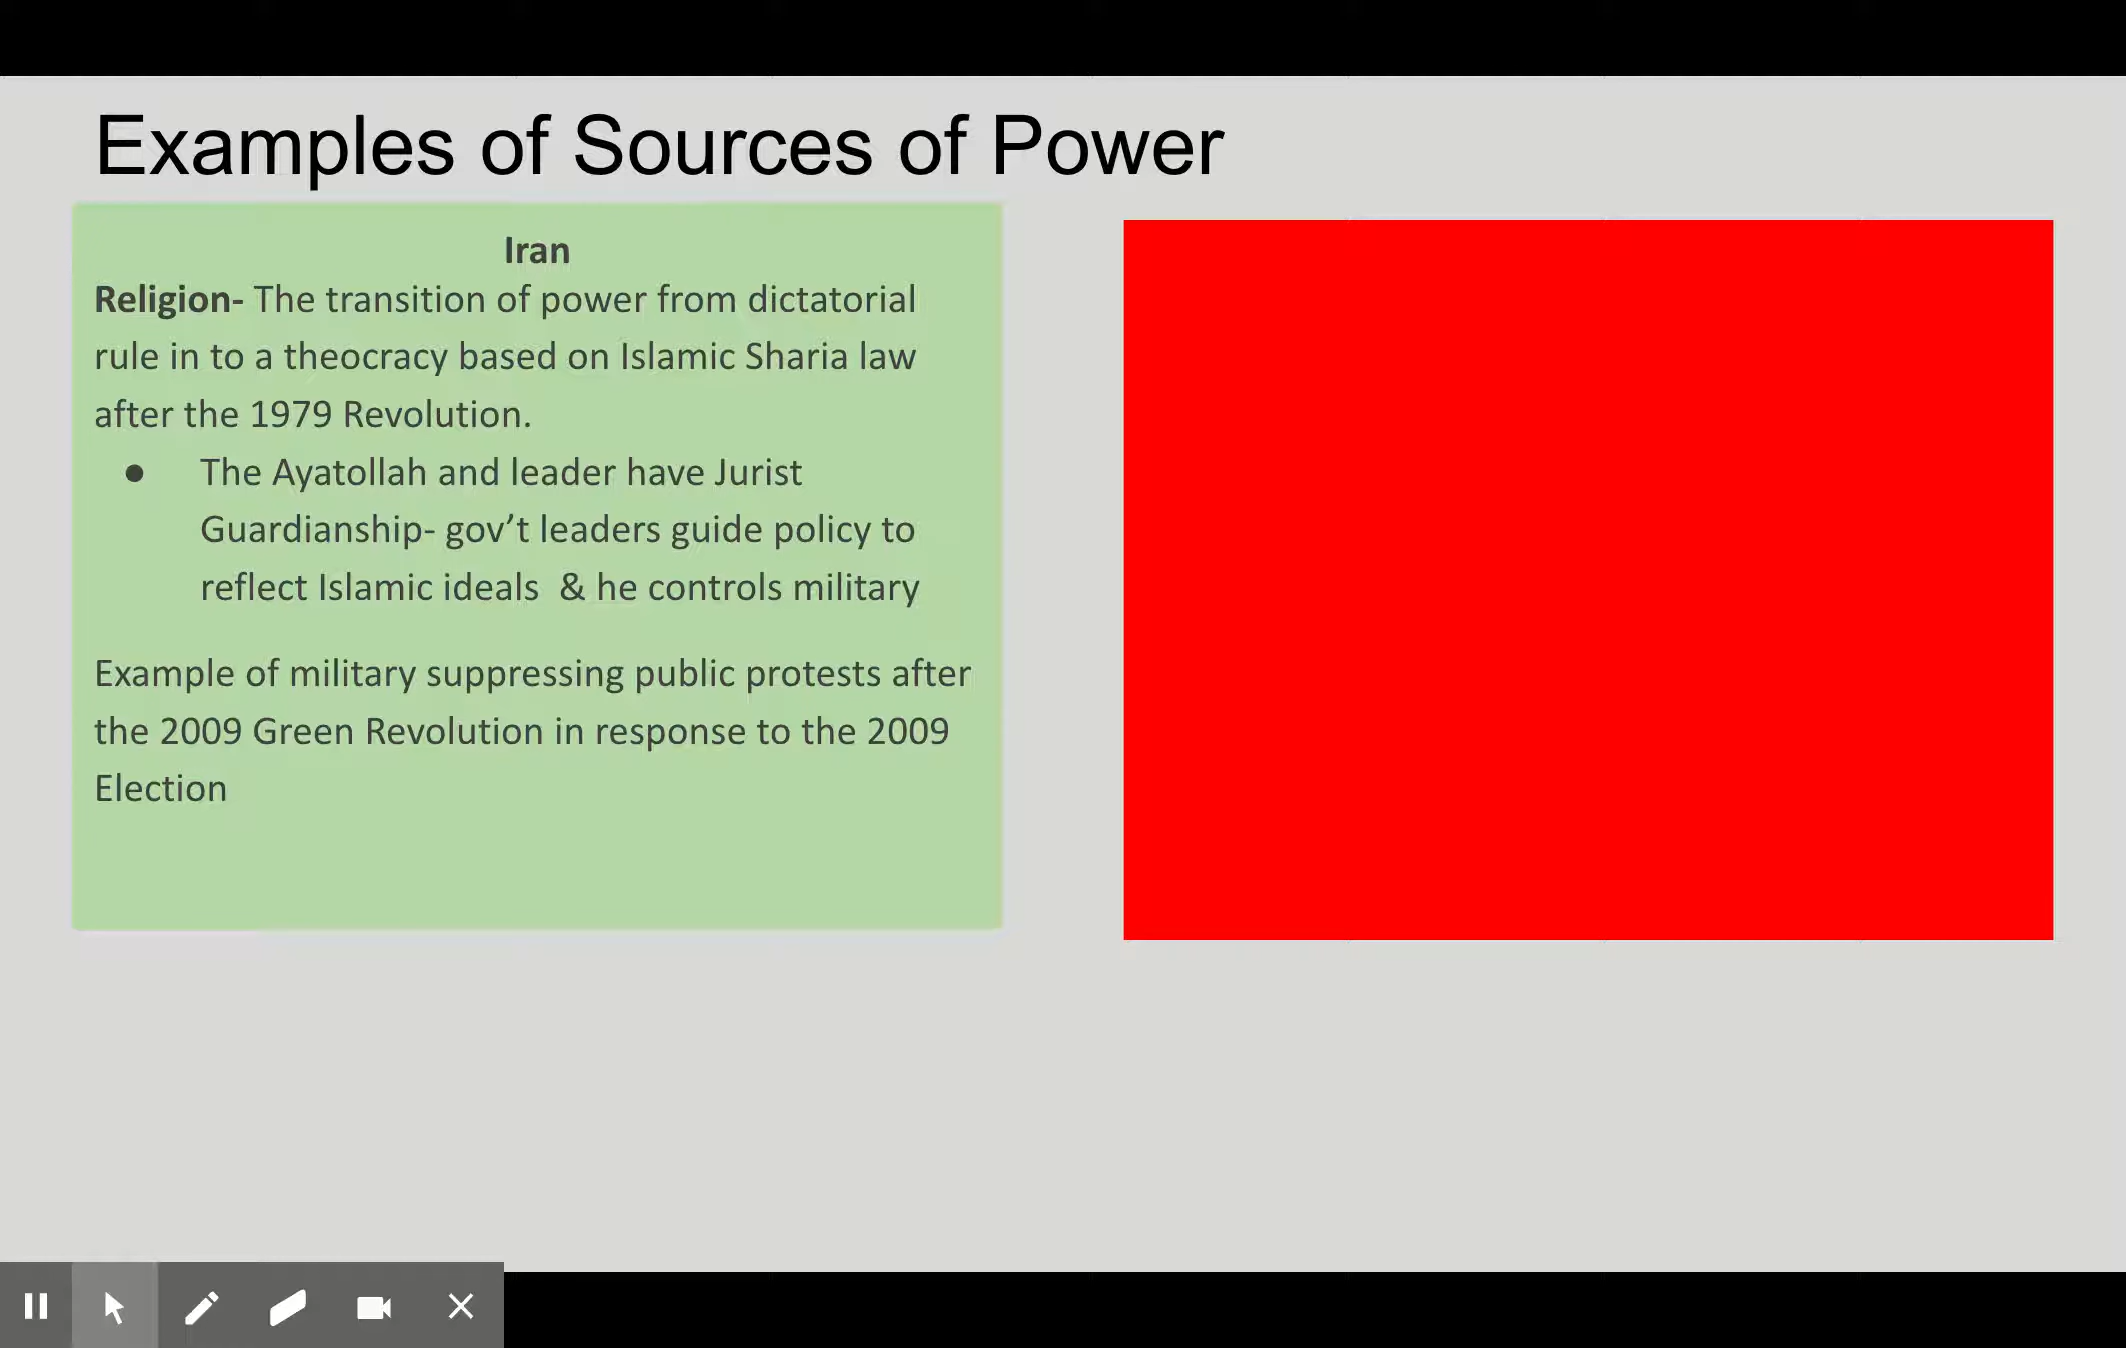 Examples of Sources of Power
Iran
Religion- The transition of power from dictatorial
rule in to a theocracy based on Islamic Sharia law
after the 1979 Revolution.
● The Ayatollah and leader have Jurist
Guardianship- gov’t leaders guide policy to
reflect Islamic ideals  & he controls military
Example of military suppressing public protests after
the 2009 Green Revolution in response to the 2009
Election